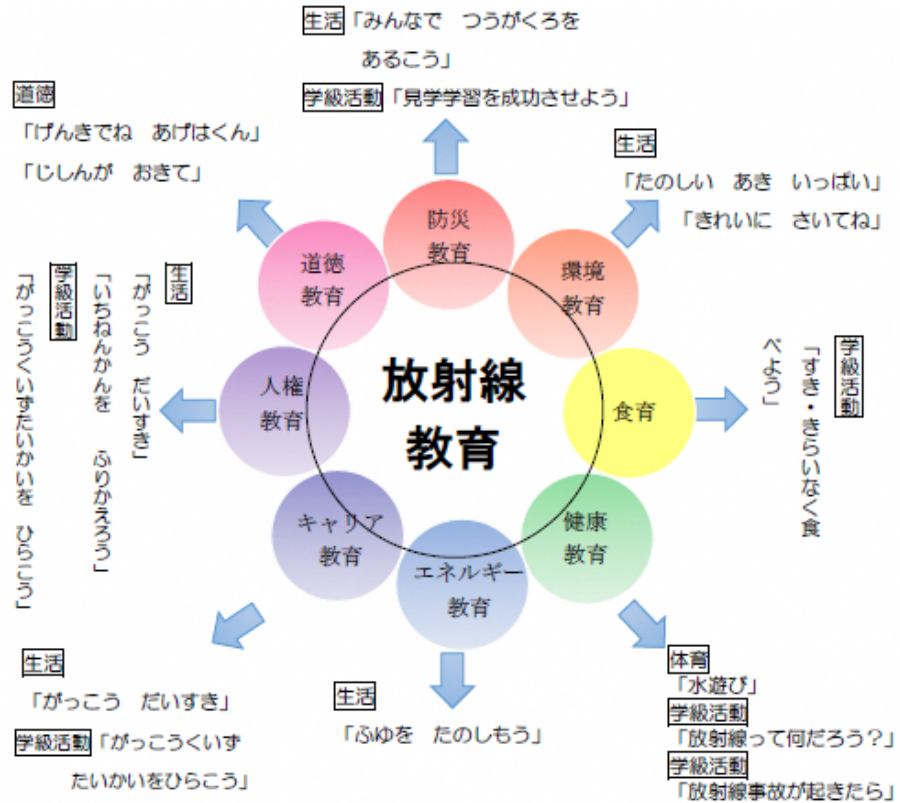 生活「みんなで　つうがくろを
あるこう」
学級活動「見学学習を成功させよう」
道徳
「げんきでね　あげはくん」
「じしんが　おきて」
生活
「たのしい　あき　いっぱい」
「きれいに　さいてね」
防災
教育
道徳
教育
環境
教育
人権
教育
放射線
教育
食育
キャリア
教育
エネルギー
教育
健康
教育
生活
「がっこう　だいすき」
「いちねんかんを　ふりかえろう」
学級活動
「がっこうくいずたいかいを　ひらこう」
学級活動
「すき・きらいなく食
べよう」
生活
「がっこう　だいすき」
学級活動「がっこうくいず
たいかいをひらこう」
生活
「ふゆを　たのしもう」
体育
「水遊び」
学級活動
「放射線って何だろう？」
学級活動
「放射線事故が起きたら」